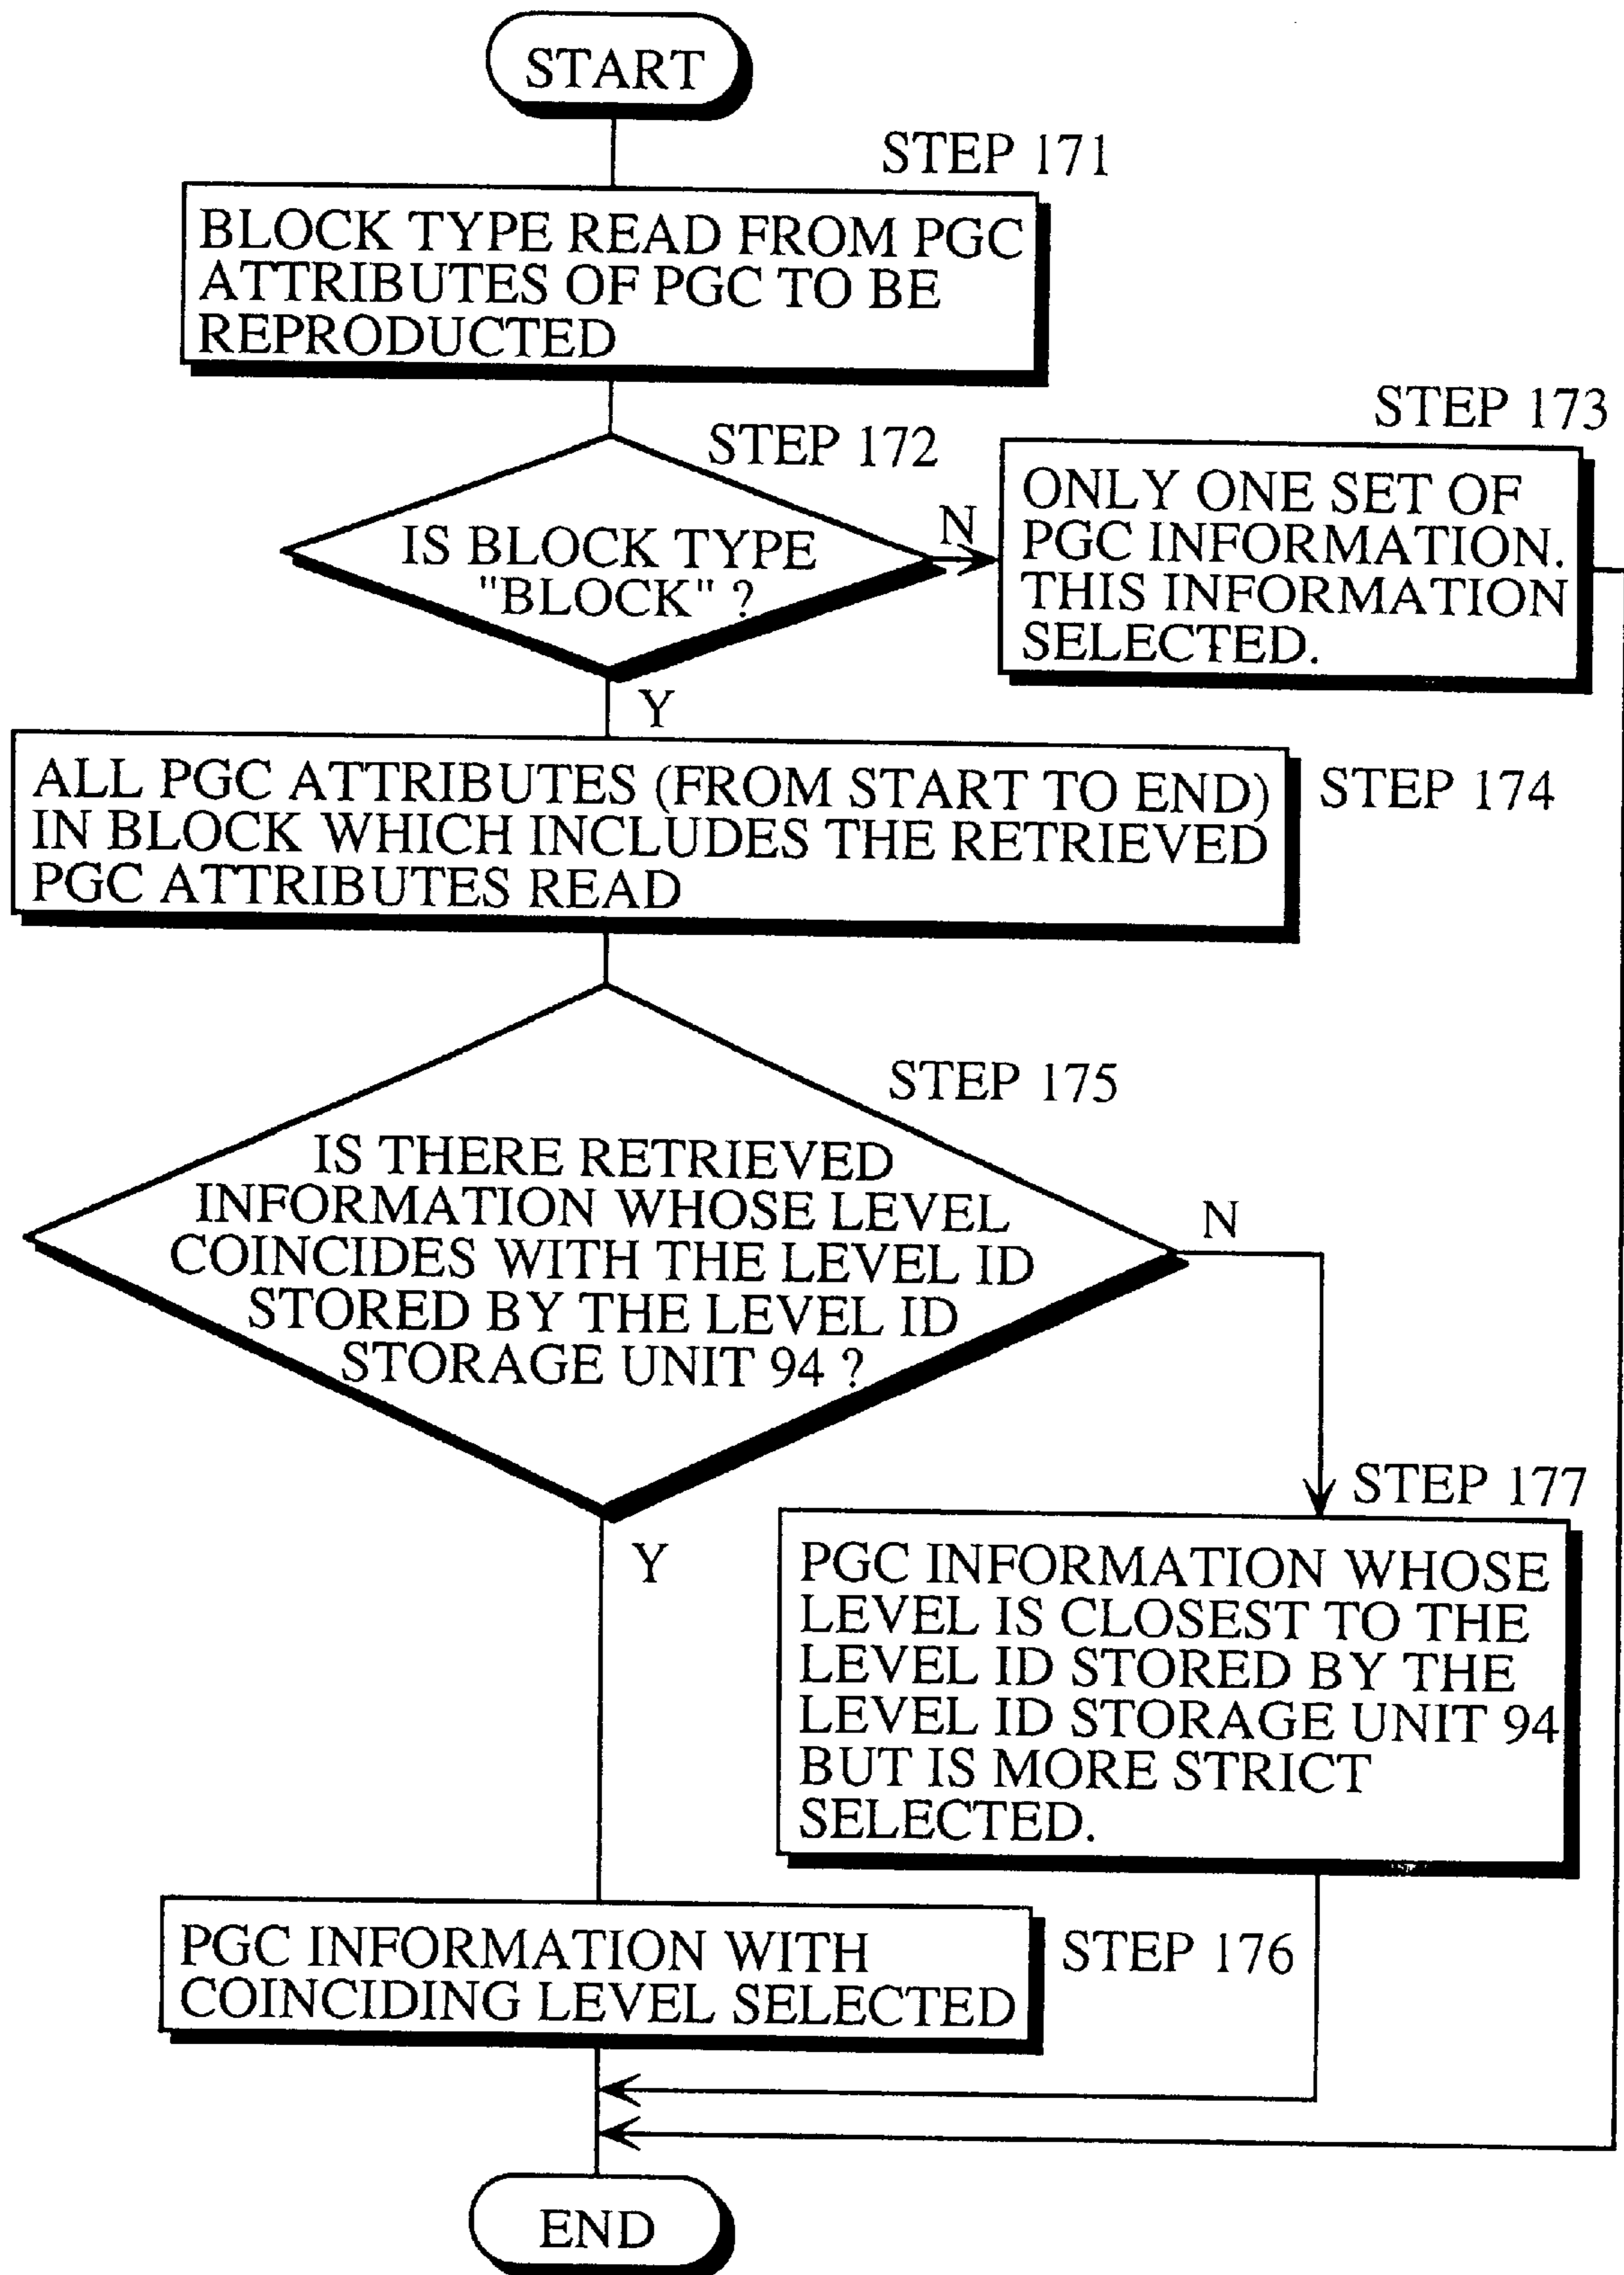 START
STEP 171
BLOCK TYPE READ FROM PGC
ATTRIBUTES OF PGC TO BE
REPRODUCTED
STEP 172
IS BLOCK TYPE
"BLOCK" ?
N
STEP 173
ONLY ONE SET OF
PGC INFORMATION.
THIS INFORMATION
SELECTED.
Y
ALL PGC ATTRIBUTES (FROM START TO END)
IN BLOCK WHICH INCLUDES THE RETRIEVED
PGC ATTRIBUTES READ
STEP 174
STEP 175
IS THERE RETRIEVED
INFORMATION WHOSE LEVEL
COINCIDES WITH THE LEVEL ID
STORED BY THE LEVEL ID
STORAGE UNIT 94 ?
N
STEP 177
Y
PGC INFORMATION WHOSE
LEVEL IS CLOSEST TO THE
LEVEL ID STORED BY THE
LEVEL ID STORAGE UNIT 94
BUT IS MORE STRICT
SELECTED.
PGC INFORMATION WITH
COINCIDING LEVEL SELECTED
STEP 176
END